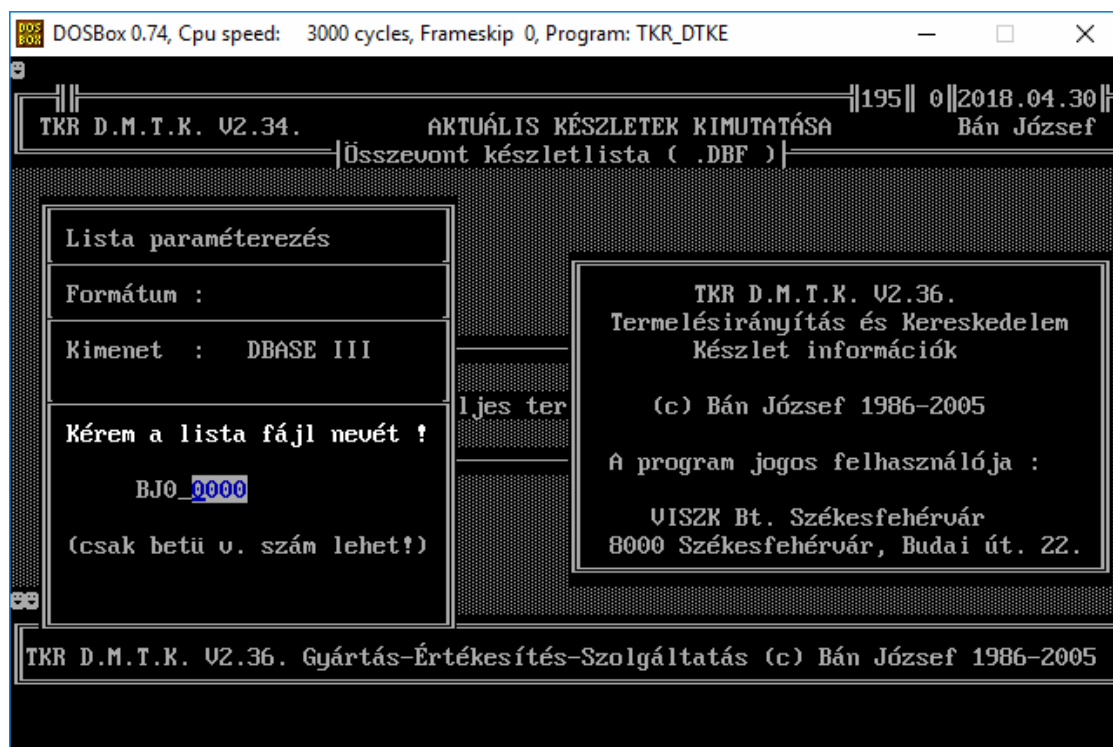 DOSBox 0.74, Cpu speed: 3000 cycles, Frameskip 0, Program: TKR_DTKE
195 0 2018.04.30
TKR D.M.T.K. V2.34. AKTUÁLIS KÉSZLETEK KIMUTATÁSA Bán József
Összevont készletlista ( .DBF )
Lista paraméterezés
Formátum :
Kimenet : DBASE III
Kérem a lista fájl nevét !
BJ0_0000
(csak betü v. szám lehet!)
ljes ter
TKR D.M.T.K. V2.36.
Termelésirányítás és Kereskedelem
Készlet információk
(c) Bán József 1986-2005
A program jogos felhasználója :
VISZK Bt. Székesfehérvár
8000 Székesfehérvár, Budai út. 22.
TKR D.M.T.K. V2.36. Gyártás-Értékesítés-Szolgáltatás (c) Bán József 1986-2005